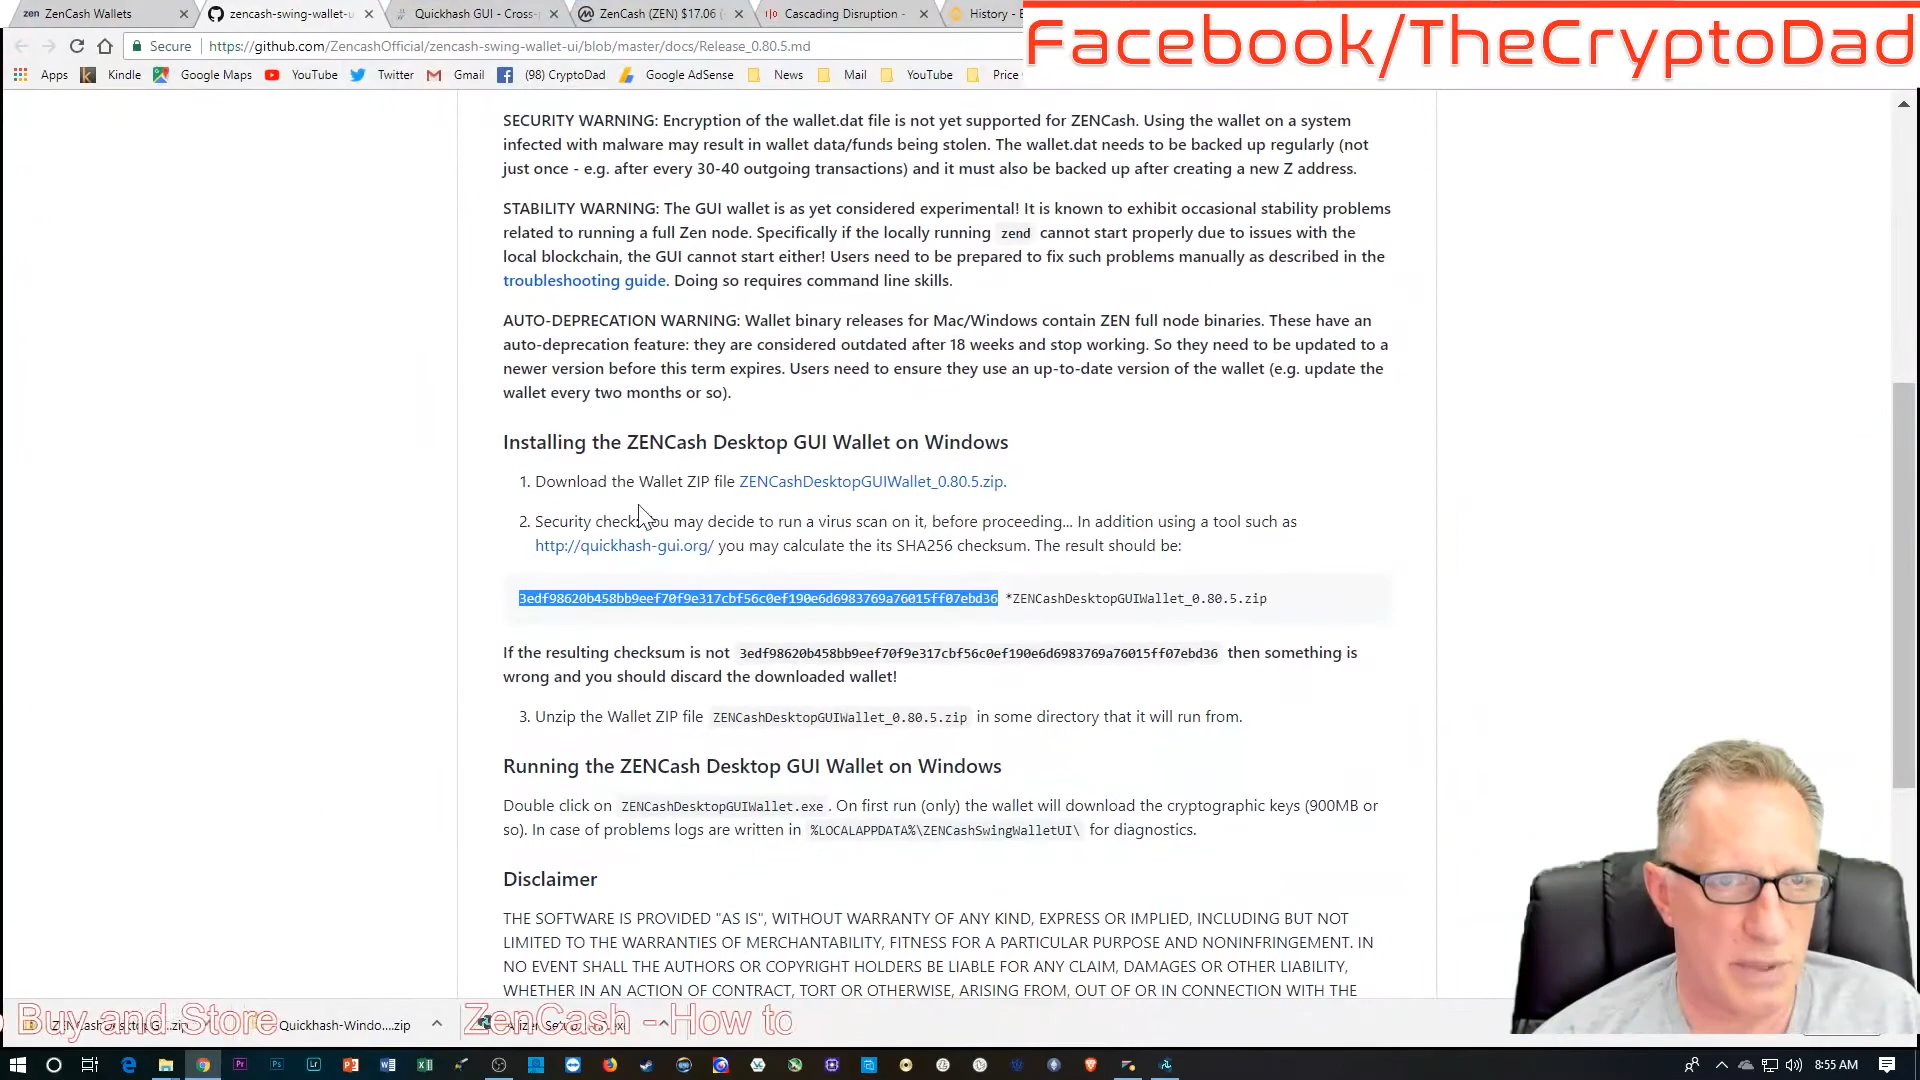 ZenCash Wallets
zencash-swing-wallet-u
Quickhash GUI - Cross-
ZenCash (ZEN) $17.06
Cascading Disruption -
History -
Facebook/TheCryptoDad
Secure https://github.com/ZencashOfficial/zencash-swing-wallet-ui/blob/master/docs/Release_0.80.5.md
Apps Kindle Google Maps YouTube Twitter Gmail (98) CryptoDad Google AdSense News Mail YouTube Price
SECURITY WARNING: Encryption of the wallet.dat file is not yet supported for ZENCash. Using the wallet on a system
infected with malware may result in wallet data/funds being stolen. The wallet.dat needs to be backed up regularly (not
just once - e.g. after every 30-40 outgoing transactions) and it must also be backed up after creating a new Z address.
STABILITY WARNING: The GUI wallet is as yet considered experimental! It is known to exhibit occasional stability problems
related to running a full Zen node. Specifically if the locally running zend cannot start properly due to issues with the
local blockchain, the GUI cannot start either! Users need to be prepared to fix such problems manually as described in the
troubleshooting guide. Doing so requires command line skills.
AUTO-DEPRECATION WARNING: Wallet binary releases for Mac/Windows contain ZEN full node binaries. These have an
auto-deprecation feature: they are considered outdated after 18 weeks and stop working. So they need to be updated to a
newer version before this term expires. Users need to ensure they use an up-to-date version of the wallet (e.g. update the
wallet every two months or so).
Installing the ZENCash Desktop GUI Wallet on Windows
1. Download the Wallet ZIP file ZENCashDesktopGUIWallet_0.80.5.zip.
2. Security check you may decide to run a virus scan on it, before proceeding... In addition using a tool such as
http://quickhash-gui.org/ you may calculate the its SHA256 checksum. The result should be:
3edf98620b458bb9eef70f9e317cbf56c0ef190e6d6983769a76015ff07ebd36 *ZENCashDesktopGUIWallet_0.80.5.zip
If the resulting checksum is not 3edf98620b458bb9eef70f9e317cbf56c0ef190e6d6983769a76015ff07ebd36 then something is
wrong and you should discard the downloaded wallet!
3. Unzip the Wallet ZIP file ZENCashDesktopGUIWallet_0.80.5.zip in some directory that it will run from.
Running the ZENCash Desktop GUI Wallet on Windows
Double click on ZENCashDesktopGUIWallet.exe . On first run (only) the wallet will download the cryptographic keys (900MB or
so). In case of problems logs are written in %LOCALAPPDATA%\ZENCashSwingWalletUI\ for diagnostics.
Disclaimer
THE SOFTWARE IS PROVIDED "AS IS", WITHOUT WARRANTY OF ANY KIND, EXPRESS OR IMPLIED, INCLUDING BUT NOT
LIMITED TO THE WARRANTIES OF MERCHANTABILITY, FITNESS FOR A PARTICULAR PURPOSE AND NONINFRINGEMENT. IN
NO EVENT SHALL THE AUTHORS OR COPYRIGHT HOLDERS BE LIABLE FOR ANY CLAIM, DAMAGES OR OTHER LIABILITY,
WHETHER IN AN ACTION OF CONTRACT, TORT OR OTHERWISE, ARISING FROM, OUT OF OR IN CONNECTION WITH THE
Buy and Store
Quickhash-Windo....zip
ZenCash - How to
8:55 AM